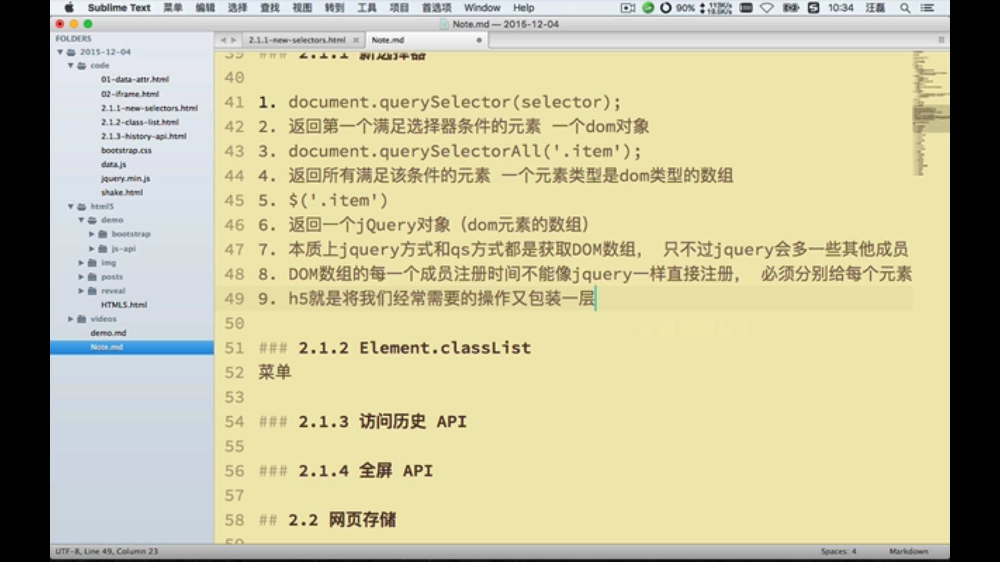 Sublime Text 菜单 编辑 选择 查找 视图 转到 工具 项目 首选项 Window Help 90% 10:34 汪磊
Note.md — 2015-12-04
FOLDERS
2015-12-04
code
01-data-attr.html
02-iframe.html
2.1.1-new-selectors.html
2.1.2-class-list.html
2.1.3-history-api.html
bootstrap.css
data.js
jquery.min.js
shake.html
html5
demo
bootstrap
js-api
img
posts
reveal
HTML5.html
videos
demo.md
Note.md
2.1.1-new-selectors.html Note.md
39 ### 2.1.1 新选择器
40
41 1. document.querySelector(selector);
42 2. 返回第一个满足选择器条件的元素 一个dom对象
43 3. document.querySelectorAll('.item');
44 4. 返回所有满足该条件的元素 一个元素类型是dom类型的数组
45 5. $('.item')
46 6. 返回一个jQuery对象（dom元素的数组）
47 7. 本质上jquery方式和qs方式都是获取DOM数组， 只不过jquery会多一些其他成员
48 8. DOM数组的每一个成员注册时间不能像jquery一样直接注册， 必须分别给每个元素
49 9. h5就是将我们经常需要的操作又包装一层
50
51 ### 2.1.2 Element.classList
52 菜单
53
54 ### 2.1.3 访问历史 API
55
56 ### 2.1.4 全屏 API
57
58 ## 2.2 网页存储
59
UTF-8, Line 49, Column 23 Spaces: 4 Markdown